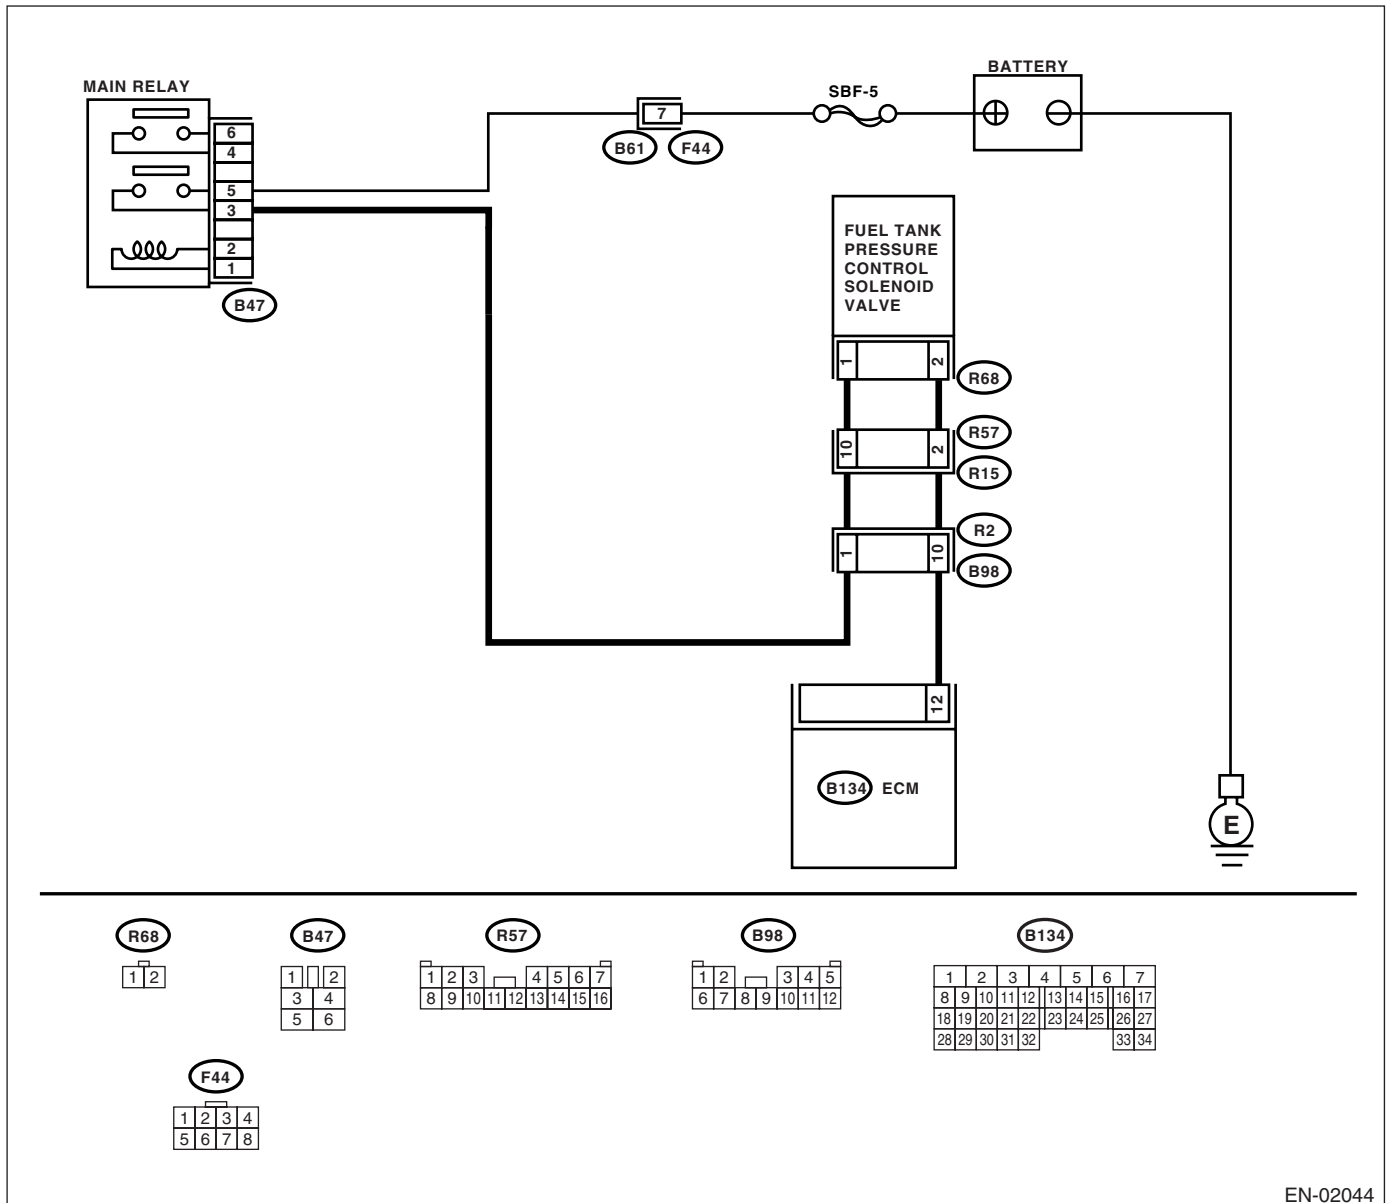 BATTERY
MAIN RELAY
SBF-5
6
4
5
3
2
1
B47
7
B61 F44
FUEL TANK
PRESSURE
CONTROL
SOLENOID
VALVE
1 2
R68
10 2
R57
R15
1 10
R2
B98
12
B134 ECM
E
R68 B47 R57 B98 B134
R68
1 2
B47
1 2
3 4
5 6
R57
1 2 3 4 5 6 7
8 9 10 11 12 13 14 15 16
B98
1 2 3 4 5
6 7 8 9 10 11 12
B134
1 2 3 4 5 6 7
8 9 10 11 12 13 14 15 16 17
18 19 20 21 22 23 24 25 26 27
28 29 30 31 32 33 34
F44
1 2 3 4
5 6 7 8
EN-02044